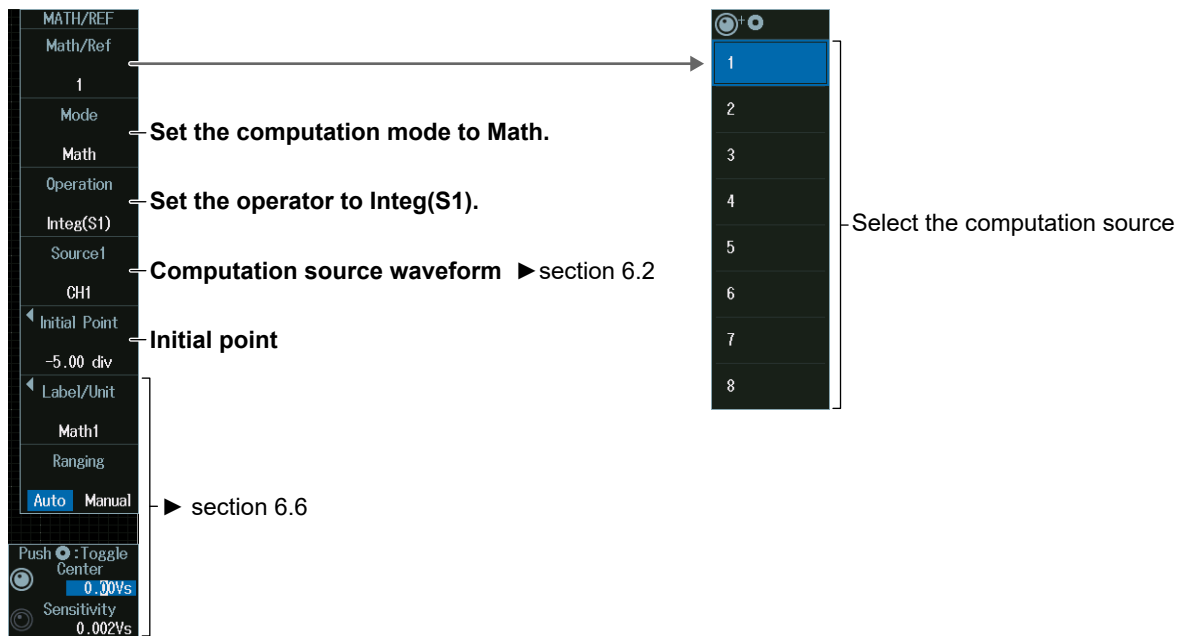 MATH/REF
Math/Ref
1
Mode
Math
Set the computation mode to Math.
Operation
Integ(S1)
Set the operator to Integ(S1).
Source1
CH1
Computation source waveform ►section 6.2
Initial Point
-5.00 div
Initial point
Label/Unit
Math1
Ranging
Auto Manual
► section 6.6
Push :Toggle
Center
0.00Vs
Sensitivity
0.002Vs
+
1
2
3
4
5
6
7
8
Select the computation source